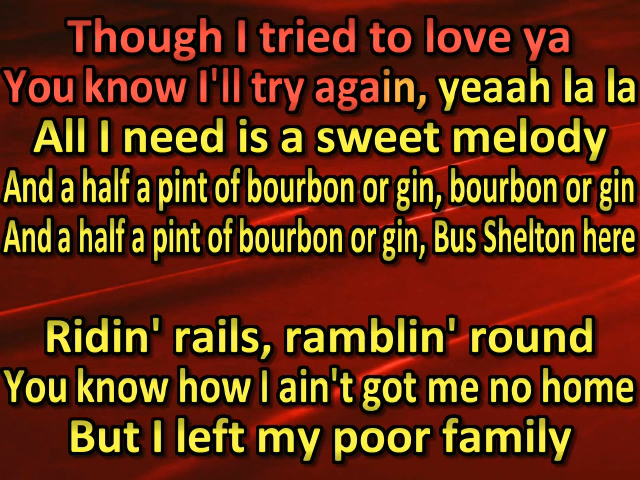 Though I tried to love ya
You know I'll try again, yeaah la la
All I need is a sweet melody
And a half a pint of bourbon or gin, bourbon or gin
And a half a pint of bourbon or gin, Bus Shelton here
Ridin' rails, ramblin' round
You know how I ain't got me no home
But I left my poor family